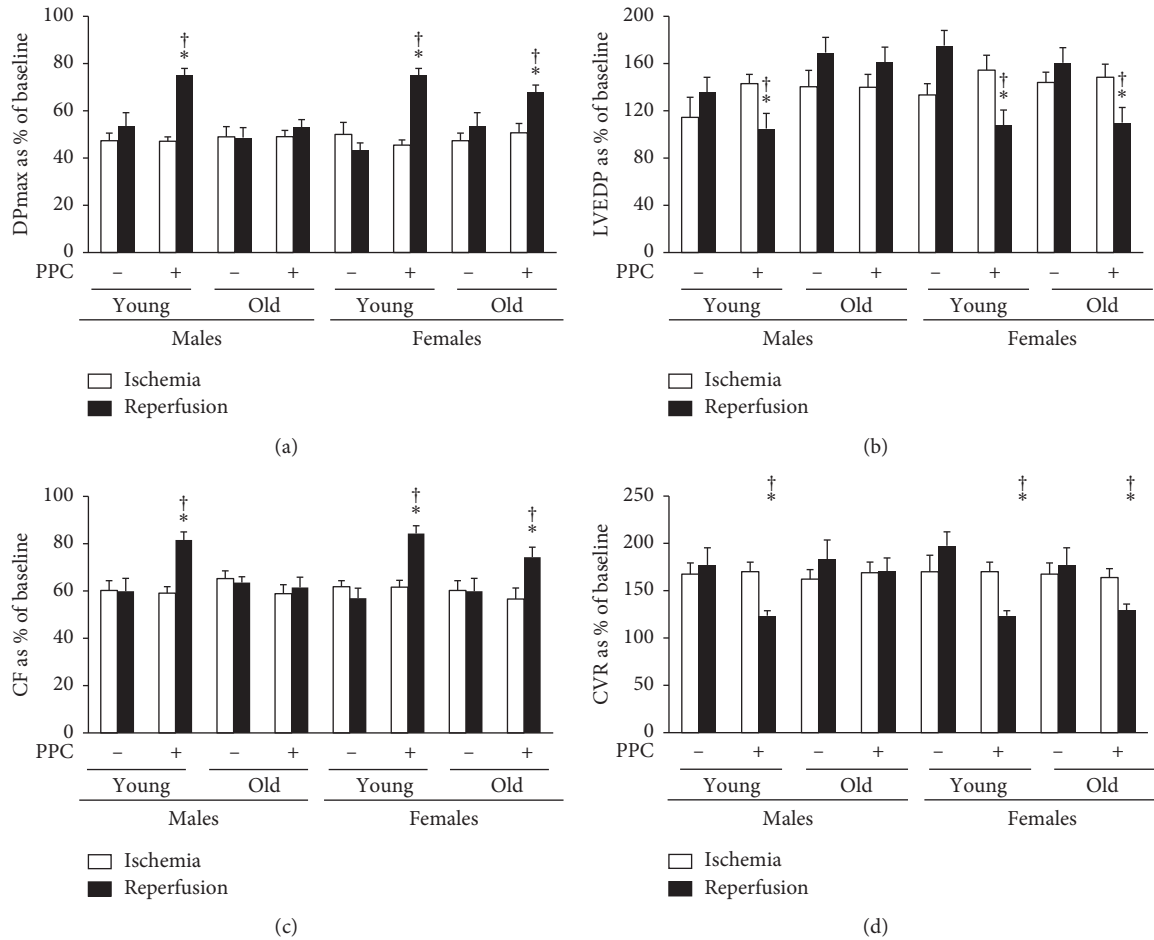 DPmax as % of baseline
100
80
60
40
20
0
† † †
* * *
PPC – + – + – + – +
Young Old Young Old
Males Females
Ischemia
Reperfusion
(a)
LVEDP as % of baseline
200
160
120
80
40
0
† † †
* * *
PPC – + – + – + – +
Young Old Young Old
Males Females
Ischemia
Reperfusion
(b)
CF as % of baseline
100
80
60
40
20
0
† † †
* * *
PPC – + – + – + – +
Young Old Young Old
Males Females
Ischemia
Reperfusion
(c)
CVR as % of baseline
250
200
150
100
50
0
† † †
* * *
PPC – + – + – + – +
Young Old Young Old
Males Females
Ischemia
Reperfusion
(d)